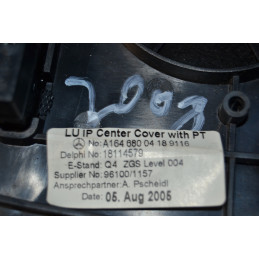 LU IP Center Cover with PT
No: A164 680 04 18 9116
Delphi No: 18114579
E-Stand: Q4 ZGS Level 004
Supplier No: 96100/1157
Ansprechpartner: A. Pscheidl
Date: 05. Aug 2005